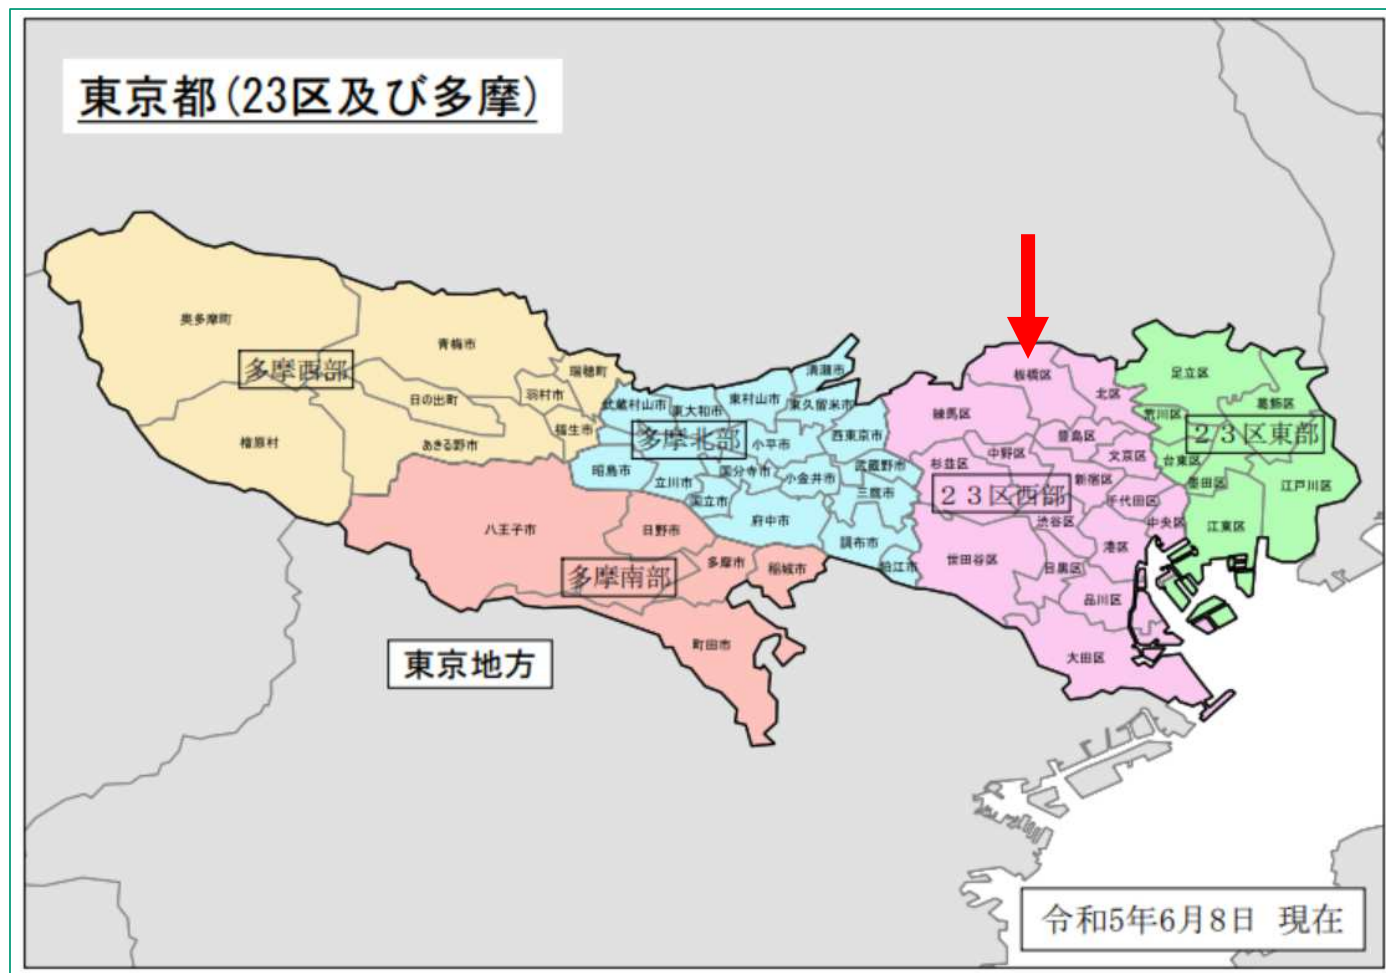 東京都(23区及び多摩)
奥多摩町
青梅市
多摩西部
瑞穂町
羽村市
日の出町
福生市
檜原村
あきる野市
清瀬市
武蔵村山市
東大和市
東村山市
東久留米市
多摩北部
小平市
西東京市
昭島市
立川市
国分寺市
小金井市
武蔵野市
国立市
三鷹市
府中市
調布市
狛江市
八王子市
日野市
多摩南部
多摩市
稲城市
町田市
板橋区
北区
練馬区
豊島区
中野区
文京区
杉並区
新宿区
23区西部
千代田区
渋谷区
中央区
港区
世田谷区
目黒区
品川区
大田区
足立区
葛飾区
荒川区
23区東部
台東区
墨田区
江戸川区
江東区
東京地方
令和5年6月8日 現在